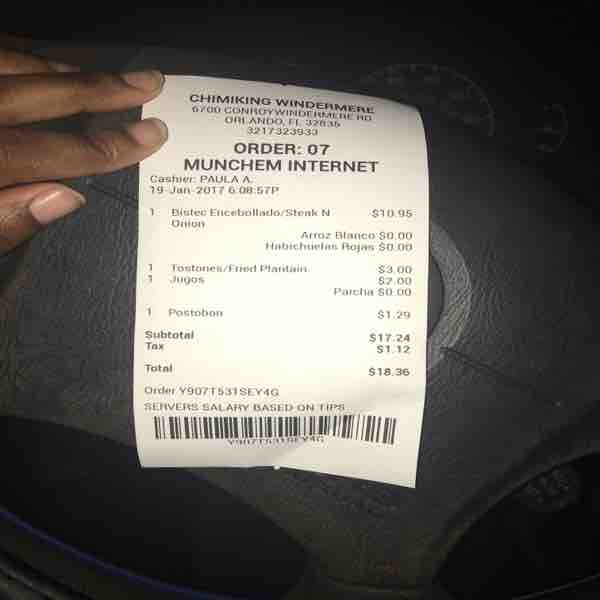 CHIMIKING WINDERMERE
6700 CONROYWINDERMERE RD
ORLANDO, FL 32835
3217323933
ORDER: 07
MUNCHEM INTERNET
Cashier: PAULA A.
19-Jan-2017 6:08:57P
1 Bistec Encebollado/Steak N $10.95
Onion
Arroz Blanco $0.00
Habichuelas Rojas $0.00
1 Tostones/Fried Plantain $3.00
1 Jugos $2.00
Parcha $0.00
1 Postobon $1.29
Subtotal $17.24
Tax $1.12
Total $18.36
Order Y907T531SEY4G
SERVERS SALARY BASED ON TIPS
Y907T531SEY4G